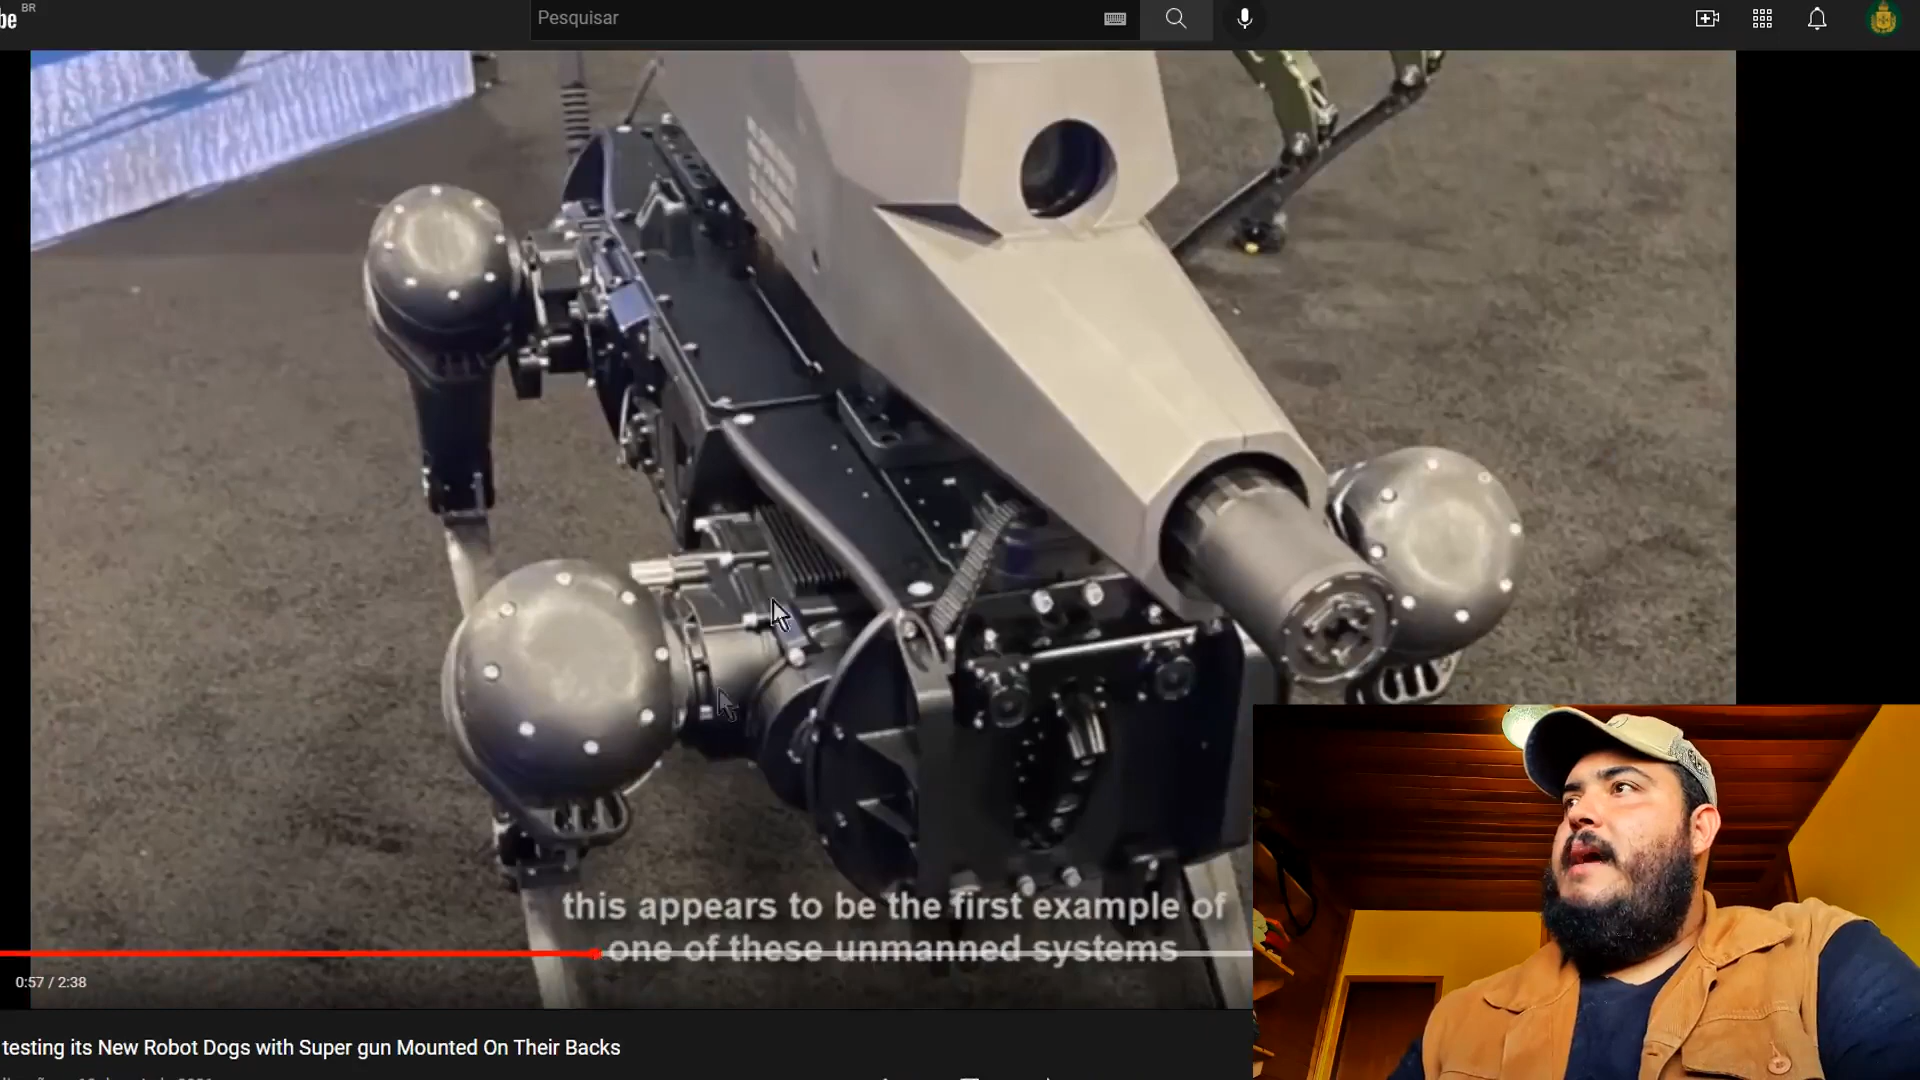 be BR
Pesquisar
this appears to be the first example of
one of these unmanned systems
0:57 / 2:38
testing its New Robot Dogs with Super gun Mounted On Their Backs